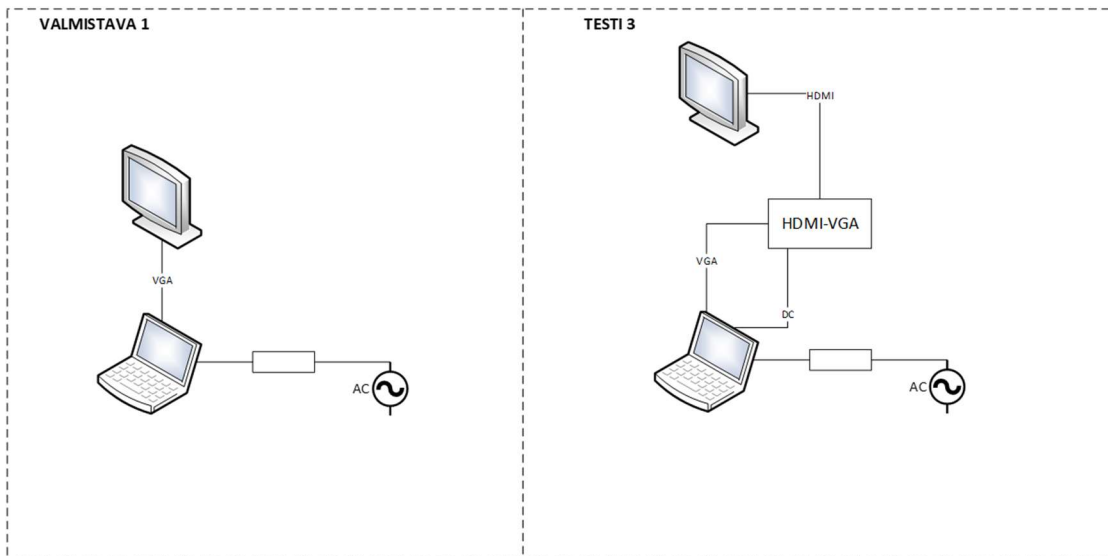 VALMISTAVA 1
VGA
AC
TESTI 3
HDMI
HDMI-VGA
VGA
DC
AC